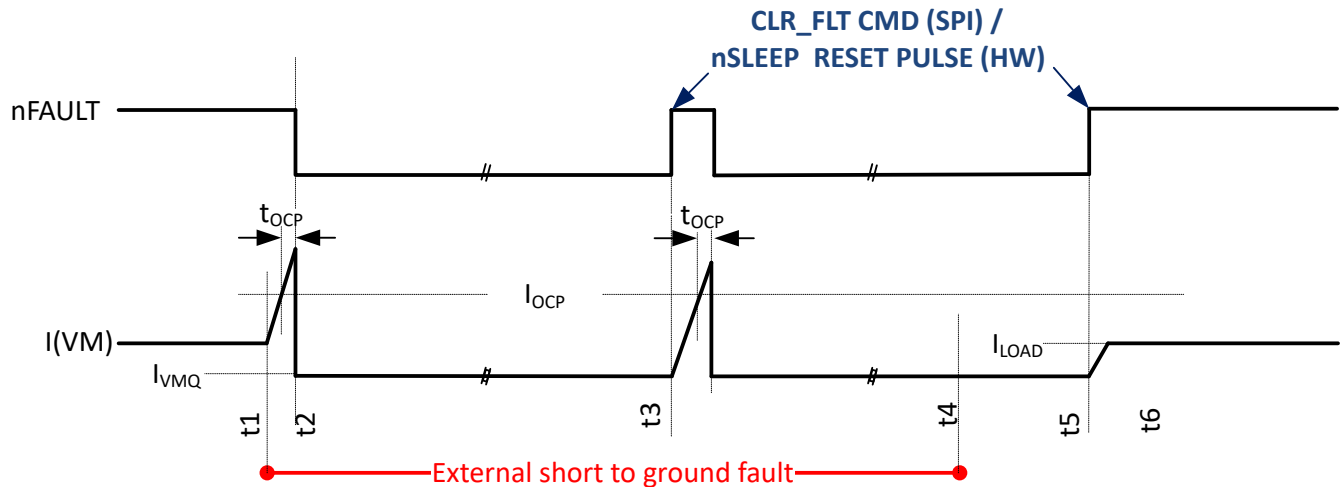 CLR_FLT CMD (SPI) /
nSLEEP RESET PULSE (HW)
nFAULT
tOCP
tOCP
IOCP
I(VM)
ILOAD
IVMQ
t1
t2
t3
t4
t5
t6
External short to ground fault